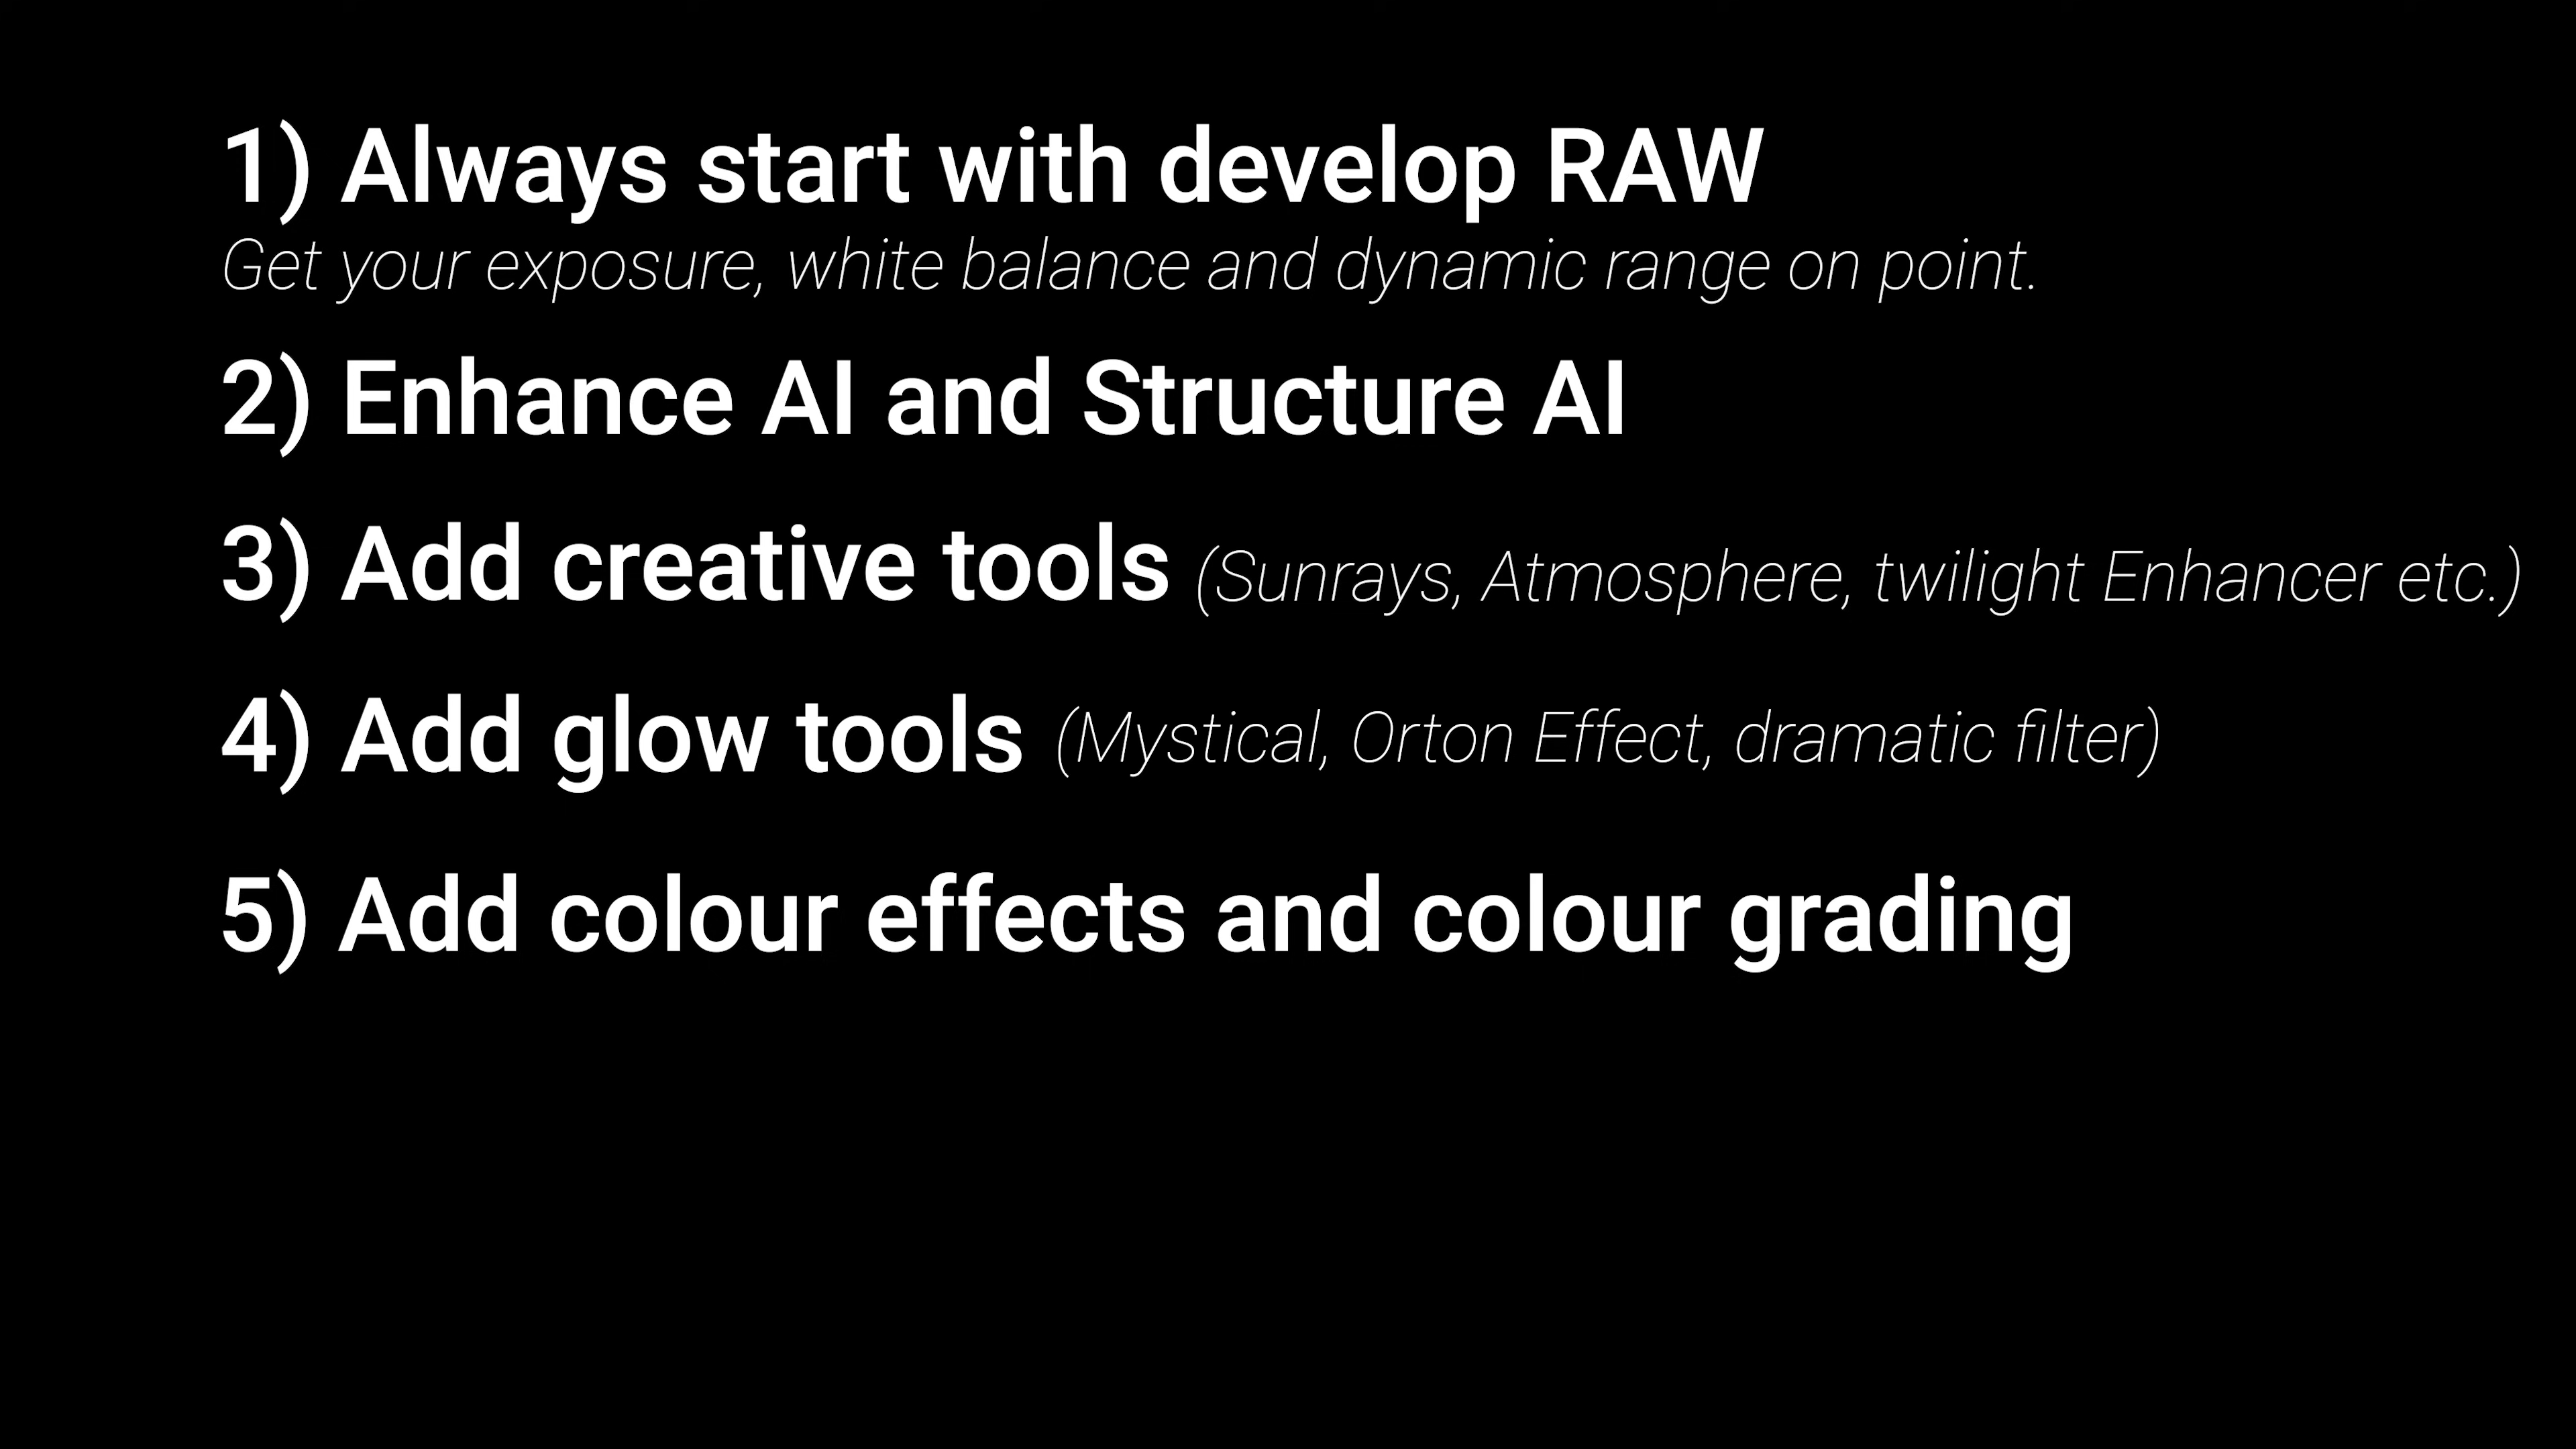 1) Always start with develop RAW
Get your exposure, white balance and dynamic range on point.
2) Enhance AI and Structure AI
3) Add creative tools (Sunrays, Atmosphere, twilight Enhancer etc.)
4) Add glow tools (Mystical, Orton Effect, dramatic filter)
5) Add colour effects and colour grading